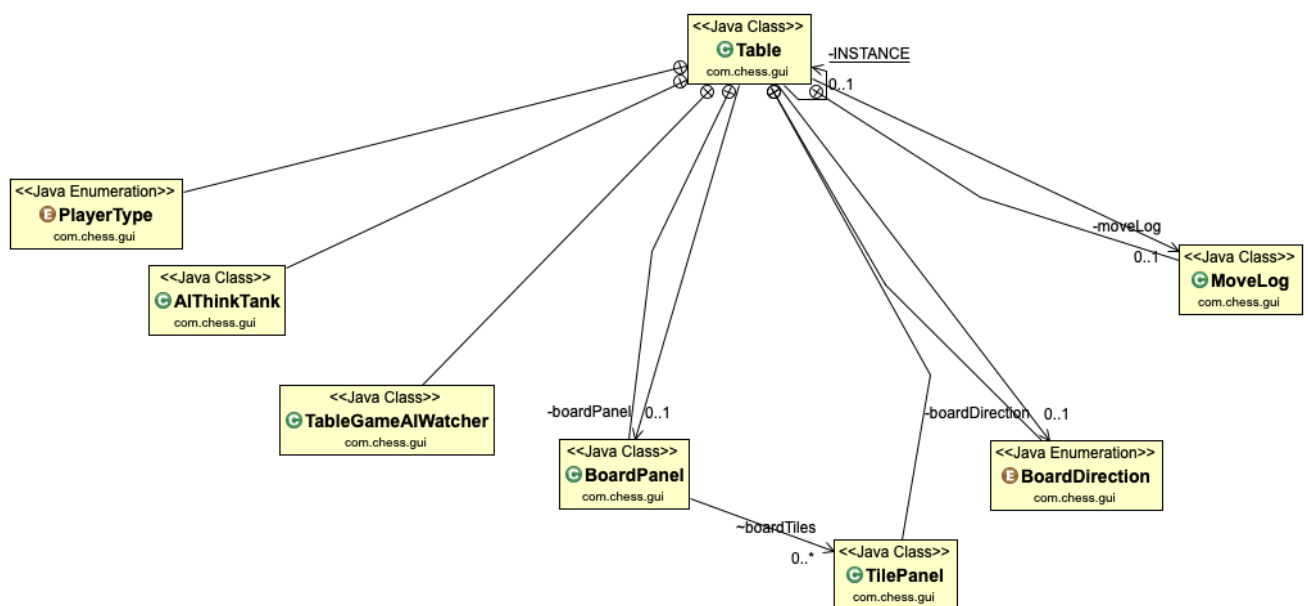 <<Java Class>>
Table
com.chess.gui
-INSTANCE
0..1
<<Java Enumeration>>
PlayerType
com.chess.gui
<<Java Class>>
AIThinkTank
com.chess.gui
-moveLog
0..1
<<Java Class>>
MoveLog
com.chess.gui
<<Java Class>>
TableGameAIWatcher
com.chess.gui
-boardPanel
0..1
-boardDirection
0..1
<<Java Class>>
BoardPanel
com.chess.gui
<<Java Enumeration>>
BoardDirection
com.chess.gui
~boardTiles
0..*
<<Java Class>>
TilePanel
com.chess.gui